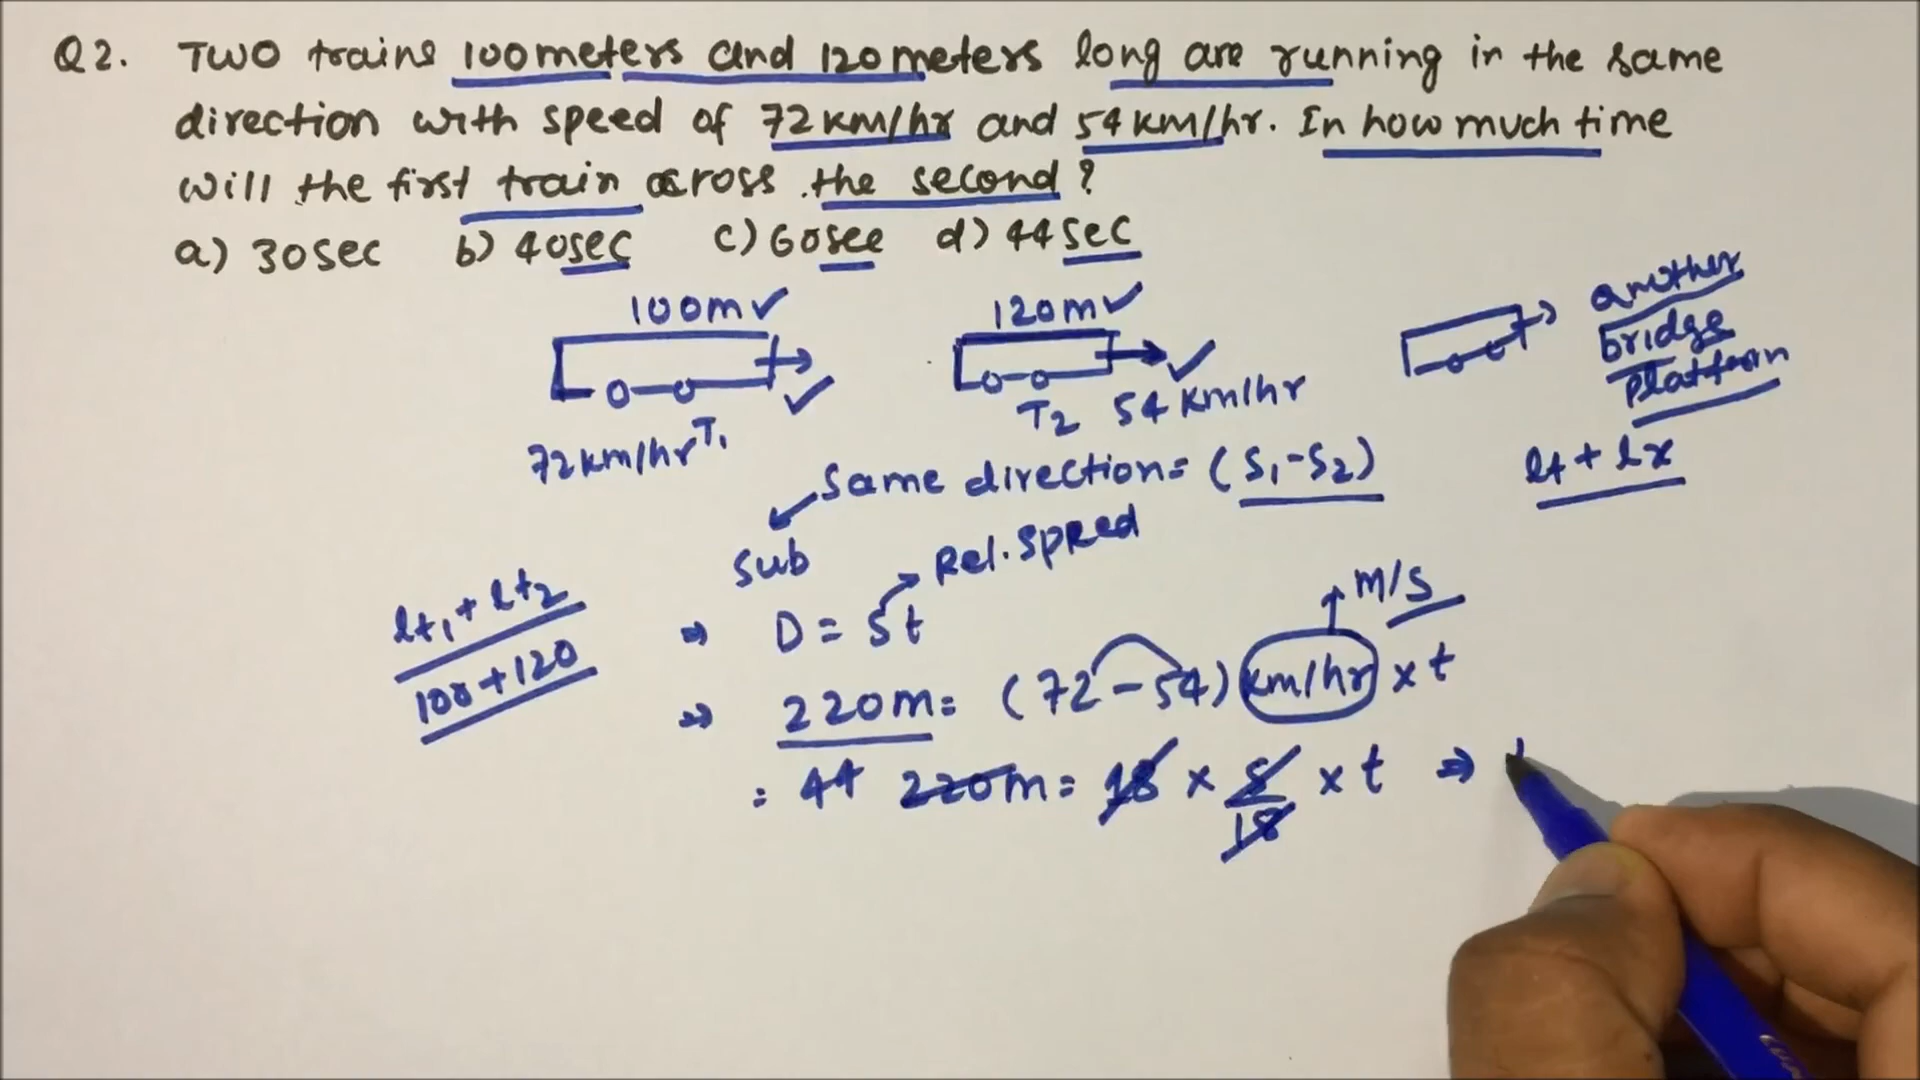 Q2. Two trains 100meters and 120meters long are running in the same
direction with speed of 72km/hr and 54km/hr. In how much time
will the first train cross the second?
a) 30sec b) 40sec c) 60sec d) 44sec
100m✓ 120m✓
another
bridge
platform
72km/hr T₁
T₂ 54km/hr
Same direction= (S₁-S₂)
lt + lx
Sub
Rel. Speed
lt₁ + lt₂
100+120
⇒ D = St
m/s
⇒ 220m= (72-54) km/hr x t
= 44 220m= 18 x 5/18 x t ⇒